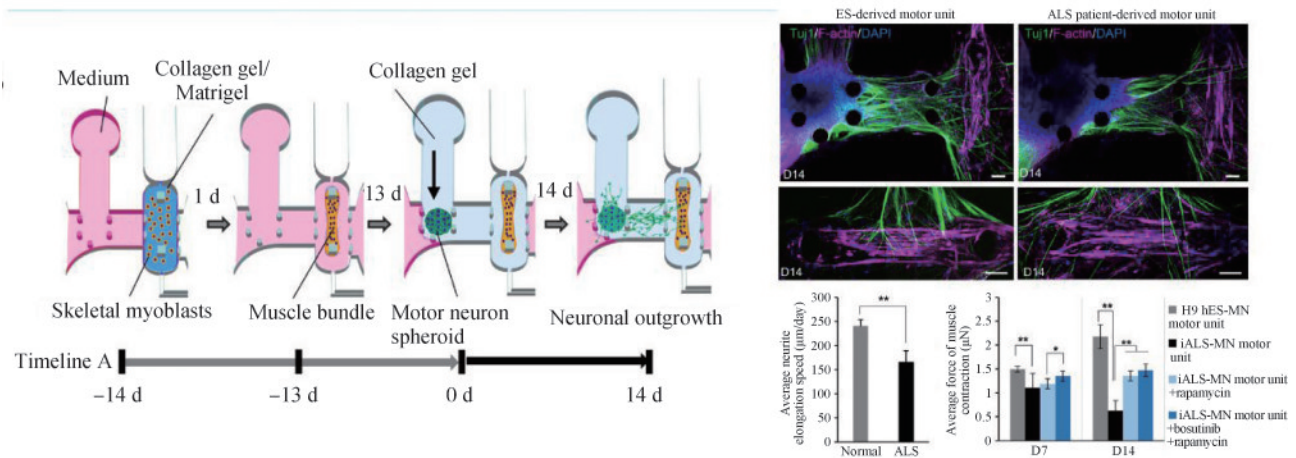 Medium
Collagen gel/
Matrigel
Collagen gel
1 d
13 d
14 d
Skeletal myoblasts
Muscle bundle
Motor neuron
spheroid
Neuronal outgrowth
Timeline A
−14 d
−13 d
0 d
14 d
ES-derived motor unit
ALS patient-derived motor unit
Tuj1/F-actin/DAPI
Tuj1/F-actin/DAPI
D14
D14
D14
D14
Average neurite
elongation speed (μm/day)
300
250
200
150
100
50
0
**
Normal
ALS
Average force of muscle
contraction (μN)
3
2.5
2
1.5
1
0.5
0
**
*
**
**
D7
D14
H9 hES-MN
motor unit
iALS-MN motor
unit
iALS-MN motor unit
+rapamycin
iALS-MN motor unit
+bosutinib+
rapamycin